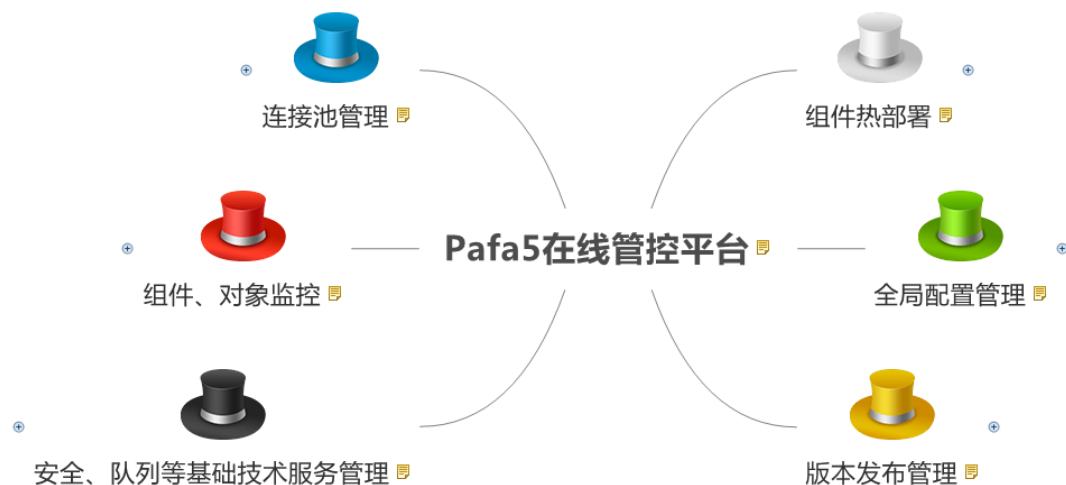 连接池管理
组件热部署
组件、对象监控
Pafa5在线管控平台
全局配置管理
安全、队列等基础技术服务管理
版本发布管理